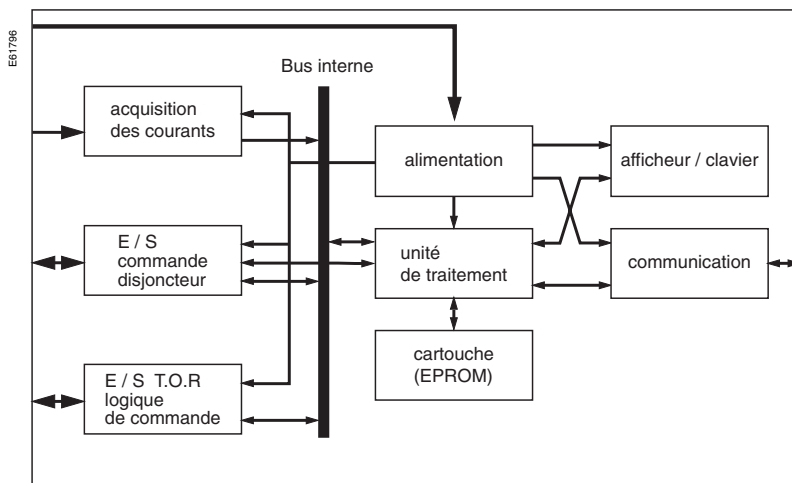 E61796
Bus interne
acquisition
des courants
alimentation
afficheur / clavier
E / S
commande
disjoncteur
unité
de traitement
communication
cartouche
(EPROM)
E / S T.O.R
logique
de commande